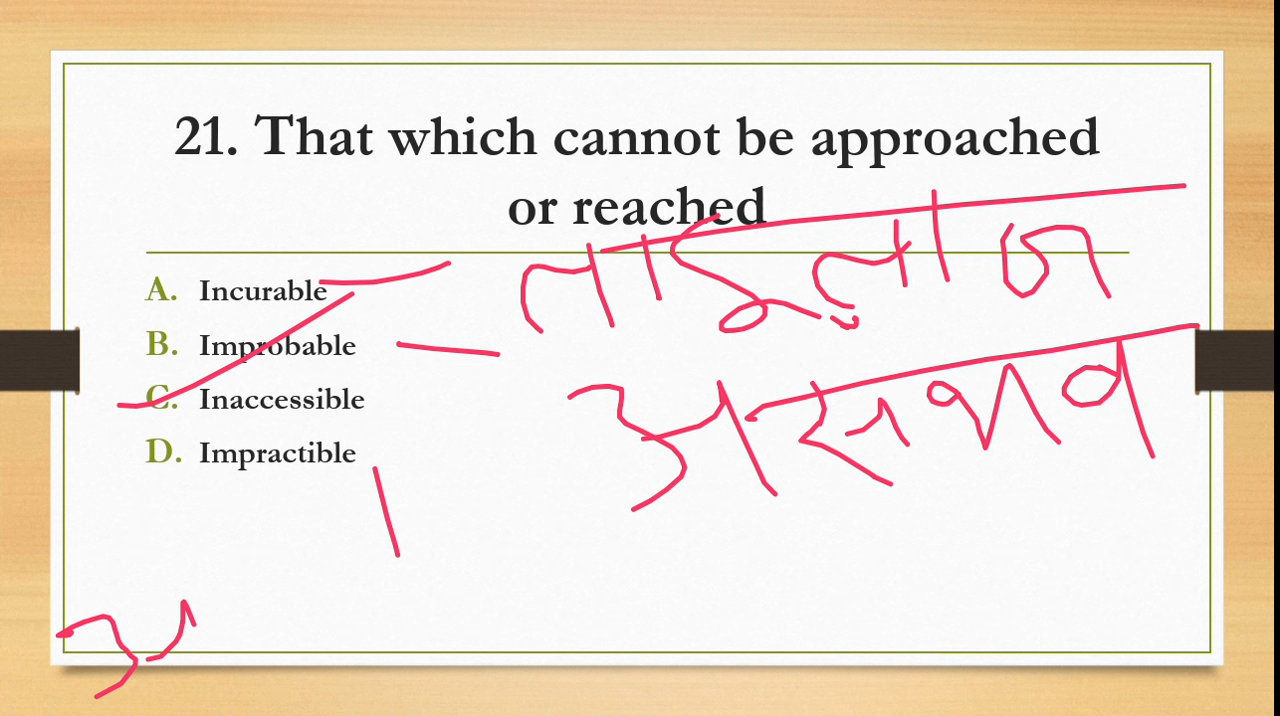 21. That which cannot be approached
or reached
A. Incurable
B. Improbable
C. Inaccessible
D. Impractible